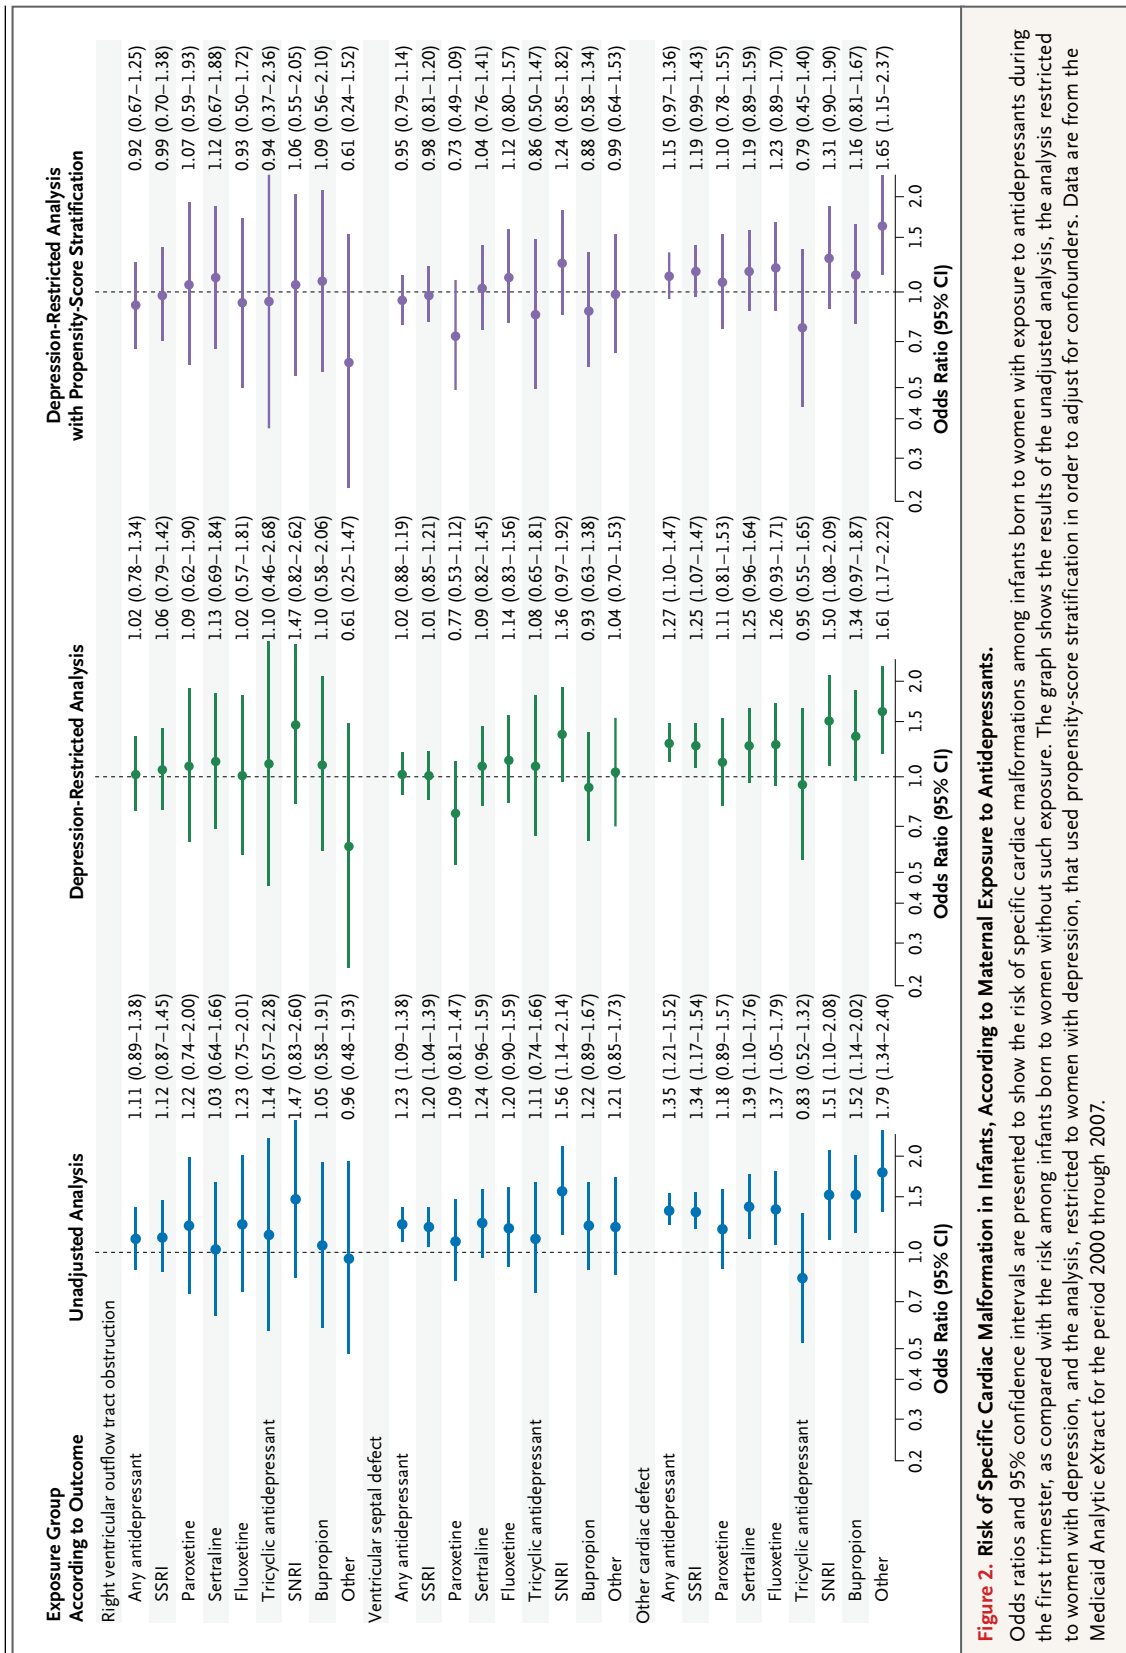 Exposure Group
According to Outcome
Unadjusted Analysis
Depression-Restricted Analysis
Depression-Restricted Analysis
with Propensity-Score Stratification
Right ventricular outflow tract obstruction
Any antidepressant 1.11 (0.89–1.38) 1.02 (0.78–1.34) 0.92 (0.67–1.25)
SSRI 1.12 (0.87–1.45) 1.06 (0.79–1.42) 0.99 (0.70–1.38)
Paroxetine 1.22 (0.74–2.00) 1.09 (0.62–1.90) 1.07 (0.59–1.93)
Sertraline 1.03 (0.64–1.66) 1.13 (0.69–1.84) 1.12 (0.67–1.88)
Fluoxetine 1.23 (0.75–2.01) 1.02 (0.57–1.81) 0.93 (0.50–1.72)
Tricyclic antidepressant 1.14 (0.57–2.28) 1.10 (0.46–2.68) 0.94 (0.37–2.36)
SNRI 1.47 (0.83–2.60) 1.47 (0.82–2.62) 1.06 (0.55–2.05)
Bupropion 1.05 (0.58–1.91) 1.10 (0.58–2.06) 1.09 (0.56–2.10)
Other 0.96 (0.48–1.93) 0.61 (0.25–1.47) 0.61 (0.24–1.52)
Ventricular septal defect
Any antidepressant 1.23 (1.09–1.38) 1.02 (0.88–1.19) 0.95 (0.79–1.14)
SSRI 1.20 (1.04–1.39) 1.01 (0.85–1.21) 0.98 (0.81–1.20)
Paroxetine 1.09 (0.81–1.47) 0.77 (0.53–1.12) 0.73 (0.49–1.09)
Sertraline 1.24 (0.96–1.59) 1.09 (0.82–1.45) 1.04 (0.76–1.41)
Fluoxetine 1.20 (0.90–1.59) 1.14 (0.83–1.56) 1.12 (0.80–1.57)
Tricyclic antidepressant 1.11 (0.74–1.66) 1.08 (0.65–1.81) 0.86 (0.50–1.47)
SNRI 1.56 (1.14–2.14) 1.36 (0.97–1.92) 1.24 (0.85–1.82)
Bupropion 1.22 (0.89–1.67) 0.93 (0.63–1.38) 0.88 (0.58–1.34)
Other 1.21 (0.85–1.73) 1.04 (0.70–1.53) 0.99 (0.64–1.53)
Other cardiac defect
Any antidepressant 1.35 (1.21–1.52) 1.27 (1.10–1.47) 1.15 (0.97–1.36)
SSRI 1.34 (1.17–1.54) 1.25 (1.07–1.47) 1.19 (0.99–1.43)
Paroxetine 1.18 (0.89–1.57) 1.11 (0.81–1.53) 1.10 (0.78–1.55)
Sertraline 1.39 (1.10–1.76) 1.25 (0.96–1.64) 1.19 (0.89–1.59)
Fluoxetine 1.37 (1.05–1.79) 1.26 (0.93–1.71) 1.23 (0.89–1.70)
Tricyclic antidepressant 0.83 (0.52–1.32) 0.95 (0.55–1.65) 0.79 (0.45–1.40)
SNRI 1.51 (1.10–2.08) 1.50 (1.08–2.09) 1.31 (0.90–1.90)
Bupropion 1.52 (1.14–2.02) 1.34 (0.97–1.87) 1.16 (0.81–1.67)
Other 1.79 (1.34–2.40) 1.61 (1.17–2.22) 1.65 (1.15–2.37)
0.2 0.3 0.4 0.5 0.7 1.0 1.5 2.0 0.2 0.3 0.4 0.5 0.7 1.0 1.5 2.0 0.2 0.3 0.4 0.5 0.7 1.0 1.5 2.0
Odds Ratio (95% CI) Odds Ratio (95% CI) Odds Ratio (95% CI)
Figure 2. Risk of Specific Cardiac Malformation in Infants, According to Maternal Exposure to Antidepressants.
Odds ratios and 95% confidence intervals are presented to show the risk of specific cardiac malformations among infants born to women with exposure to antidepressants during
the first trimester, as compared with the risk among infants born to women without such exposure. The graph shows the results of the unadjusted analysis, the analysis restricted
to women with depression, and the analysis, restricted to women with depression, that used propensity-score stratification in order to adjust for confounders. Data are from the
Medicaid Analytic eXtract for the period 2000 through 2007.